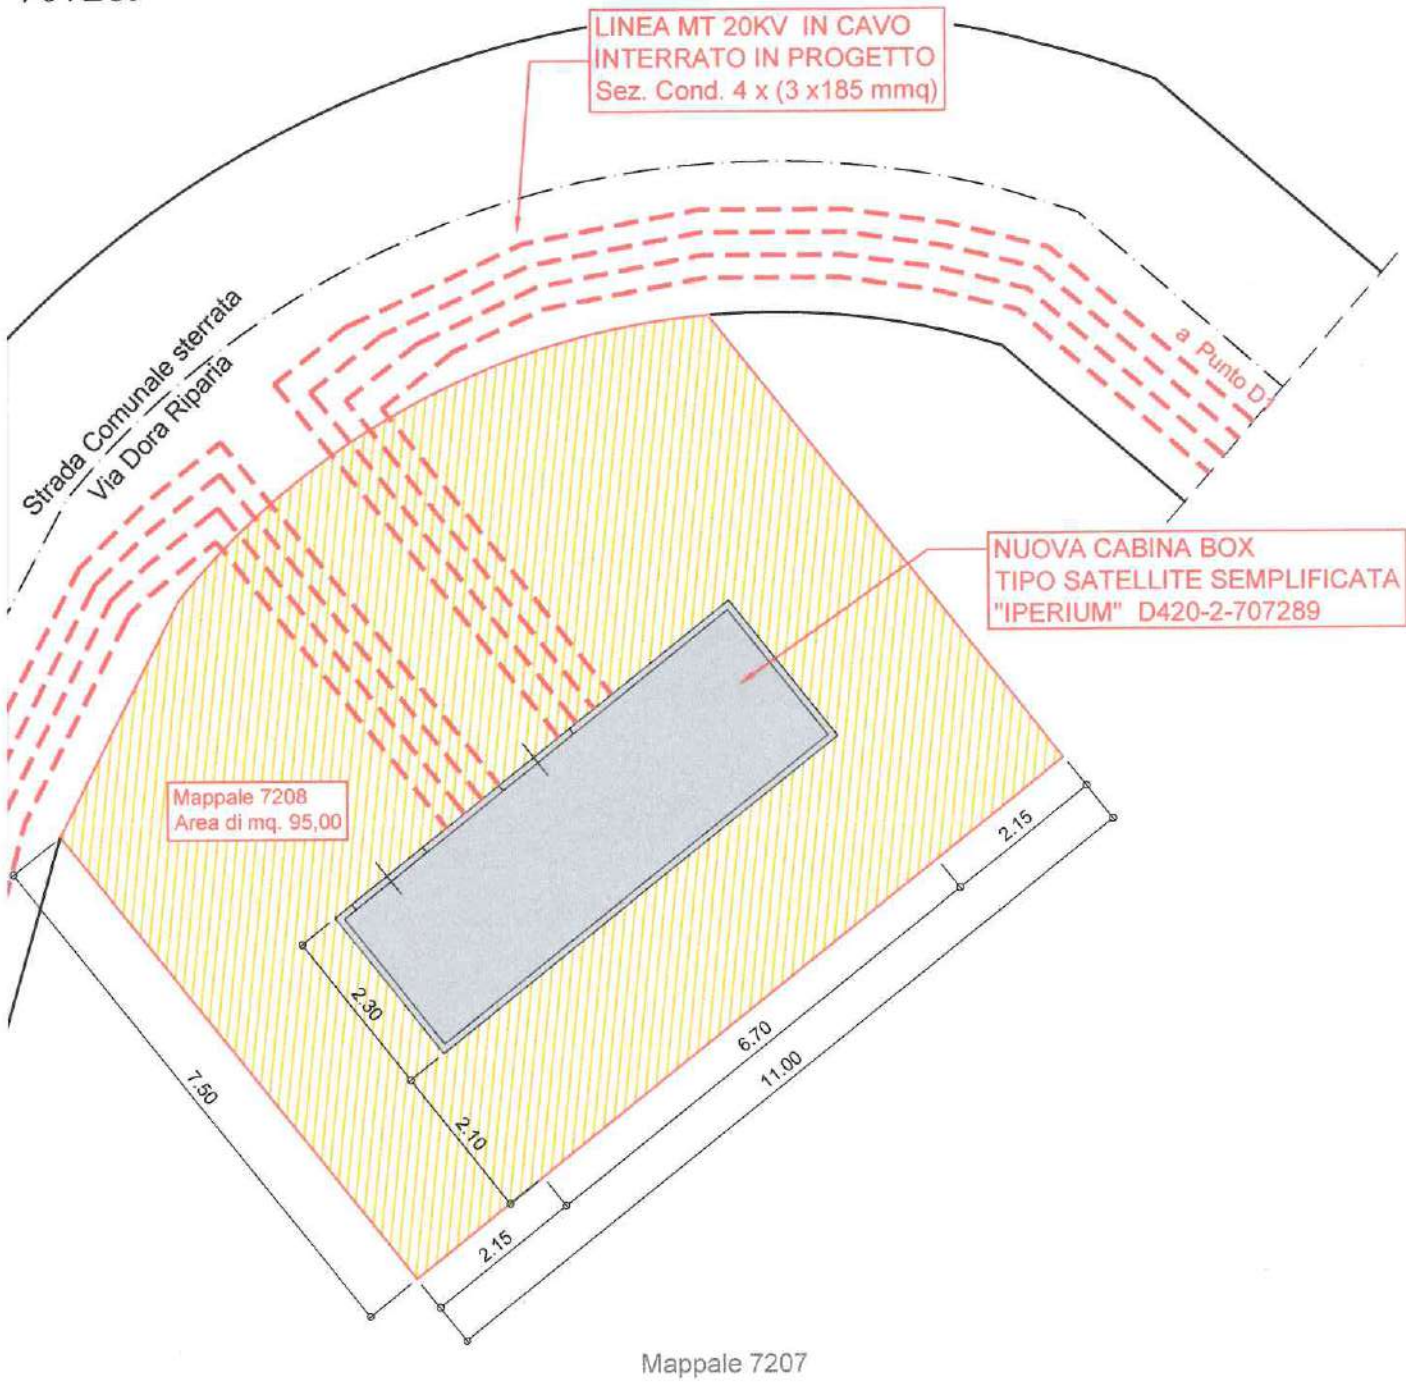 LINEA MT 20KV IN CAVO
INTERRATO IN PROGETTO
Sez. Cond. 4 x (3 x185 mmq)
Strada Comunale sterrata
Via Dora Riparia
a Punto D1
NUOVA CABINA BOX
TIPO SATELLITE SEMPLIFICATA
"IPERIUM" D420-2-707289
Mappale 7208
Area di mq. 95,00
2.15
2.30
6.70
11.00
7.50
2.10
2.15
Mappale 7207